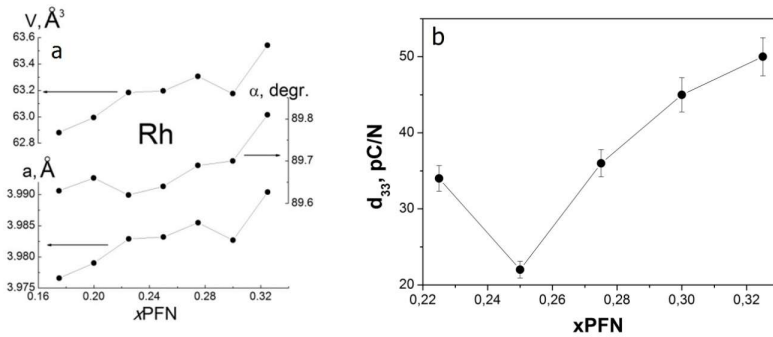 V, Å³
a
63.6
63.4
63.2
63.0
62.8
α, degr.
89.8
89.7
89.6
Rh
a, Å
3.990
3.985
3.980
3.975
0.16 0.20 0.24 0.28 0.32
xPFN
b
50
40
30
20
d33, pC/N
0,22 0,24 0,26 0,28 0,30 0,32
xPFN